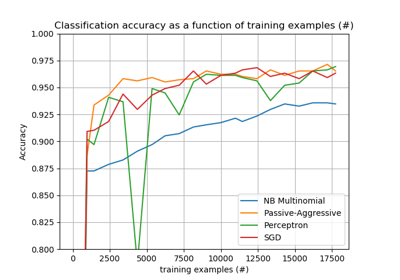 Classification accuracy as a function of training examples (#)
1.000
0.975
0.950
0.925
0.900
0.875
0.850
0.825
0.800
Accuracy
NB Multinomial
Passive-Aggressive
Perceptron
SGD
0 2500 5000 7500 10000 12500 15000 17500
training examples (#)